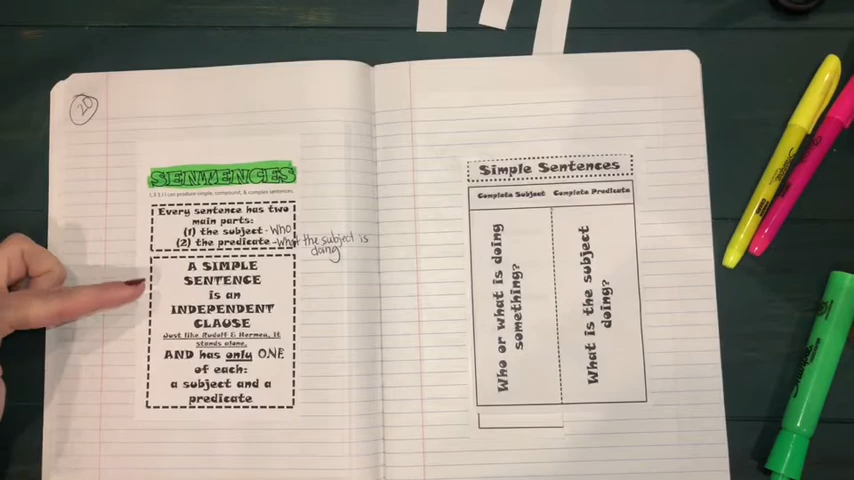 20
SENTENCES
I can produce simple, compound, & complex sentences.
Every sentence has two
main parts:
(1) the subject - who
(2) the predicate - what the subject is
doing
A SIMPLE
SENTENCE
is an
INDEPENDENT
CLAUSE
Just like Rudolf & Hermea, it
stands alone,
AND has only ONE
of each:
a subject and a
predicate
Simple Sentences
Complete Subject Complete Predicate
Who or what is doing
something?
What is the subject
doing?
Sharpie